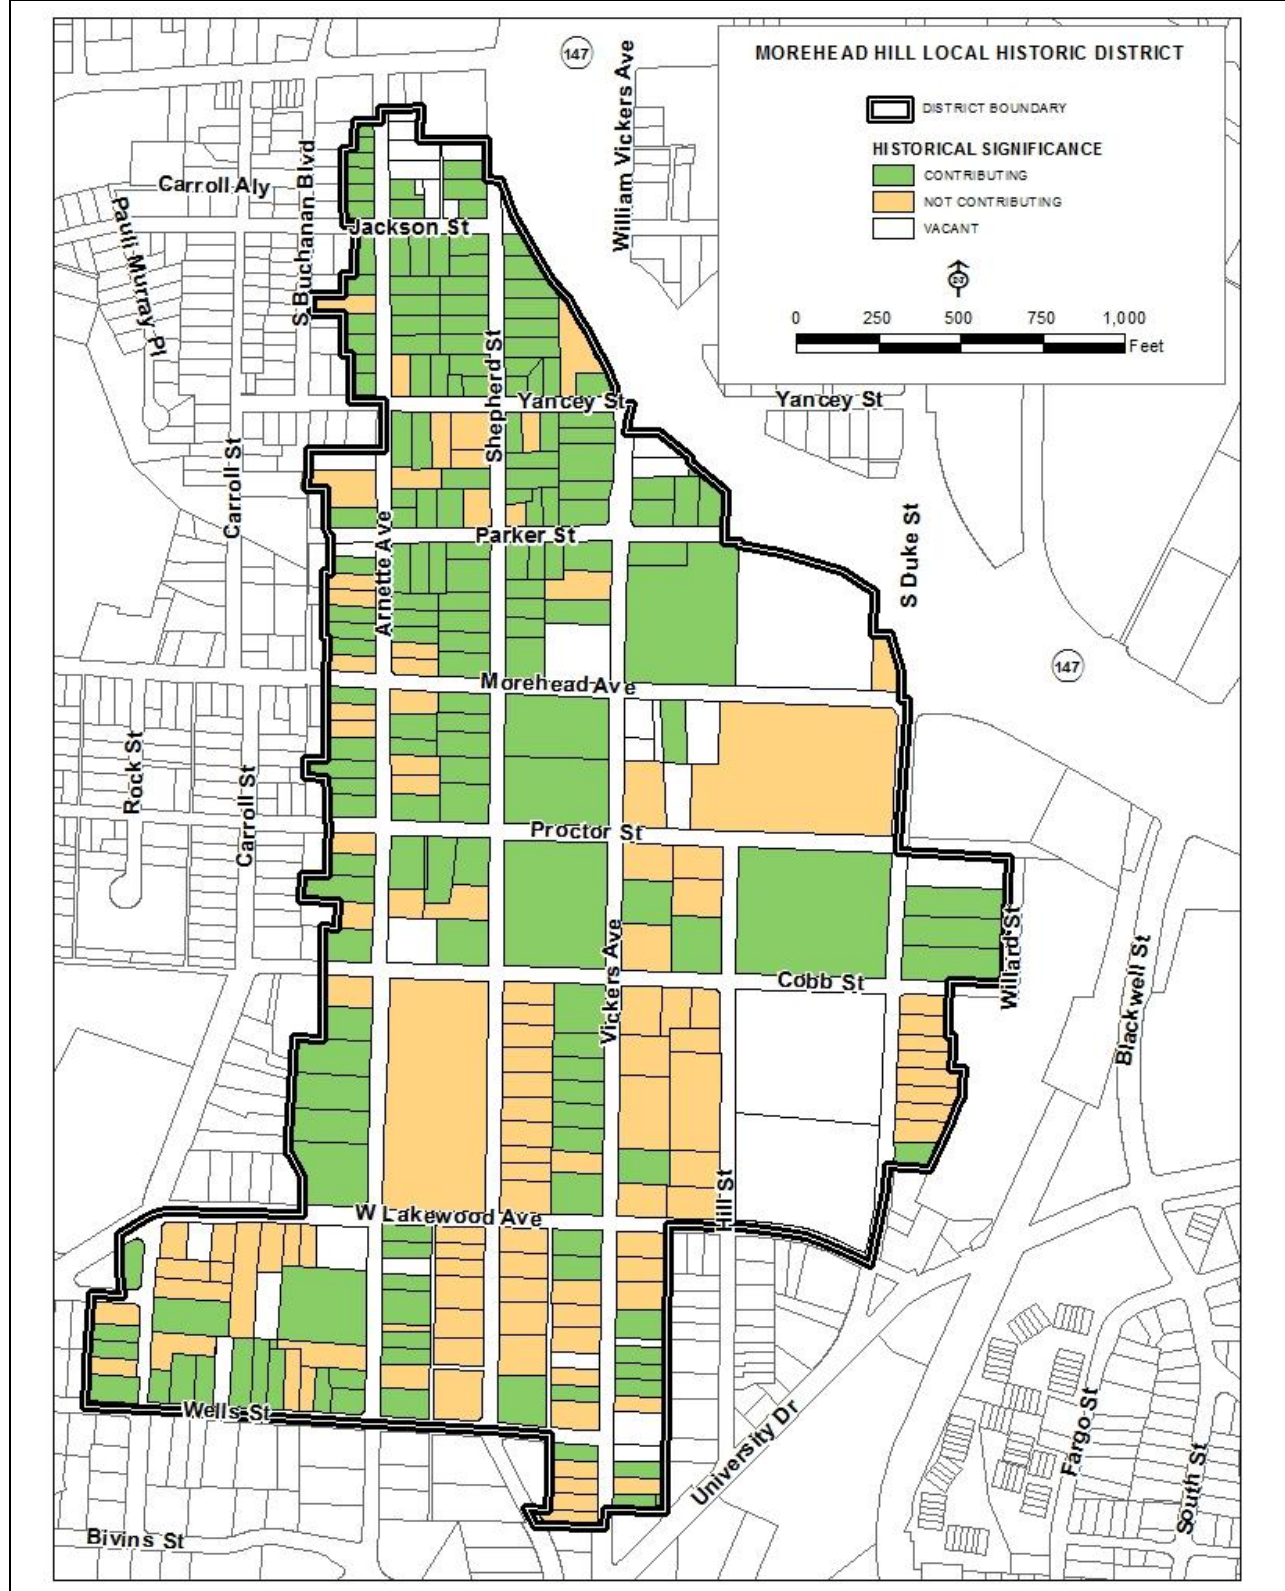 147
William Vickers Ave
MOREHEAD HILL LOCAL HISTORIC DISTRICT
DISTRICT BOUNDARY
HISTORICAL SIGNIFICANCE
CONTRIBUTING
NOT CONTRIBUTING
VACANT
0 250 500 750 1,000
Feet
Carroll Aly
S Buchanan Blvd
Pauli Murray Pl
Jackson St
Shepherd St
Yancey St
Yancey St
Carroll St
Arnette Ave
Parker St
S Duke St
147
Morehead Ave
Rock St
Carroll St
Proctor St
Vickers Ave
Cobb St
Willard St
Blackwell St
Hill St
W Lakewood Ave
Wells St
University Dr
Fargo St
South St
Bivins St